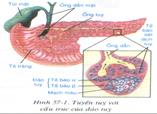 Túi mật
Ống dẫn mật
Ống tụy
Tá tràng
Ống dẫn
Tế bào tiết dịch tụy
Đảo tụy
Tế bào α
Tế bào β
Mạch máu
Hình 57-1. Tuyến tụy với
cấu trúc của đảo tụy